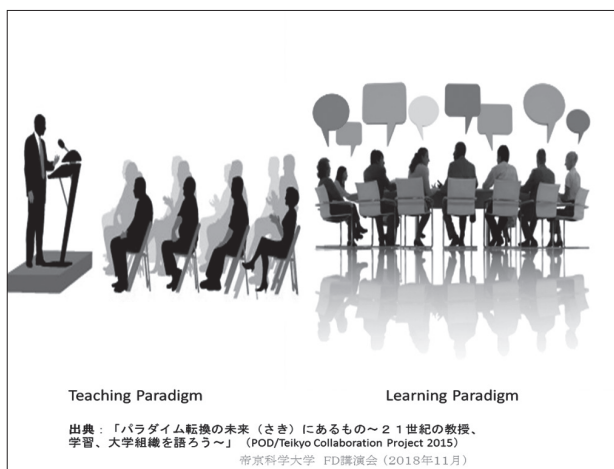 Teaching Paradigm
Learning Paradigm
出典：「パラダイム転換の未来（さき）にあるもの～２１世紀の教授、
学習、大学組織を語ろう～」（POD/Teikyo Collaboration Project 2015）
帝京科学大学 FD講演会（2018年11月）